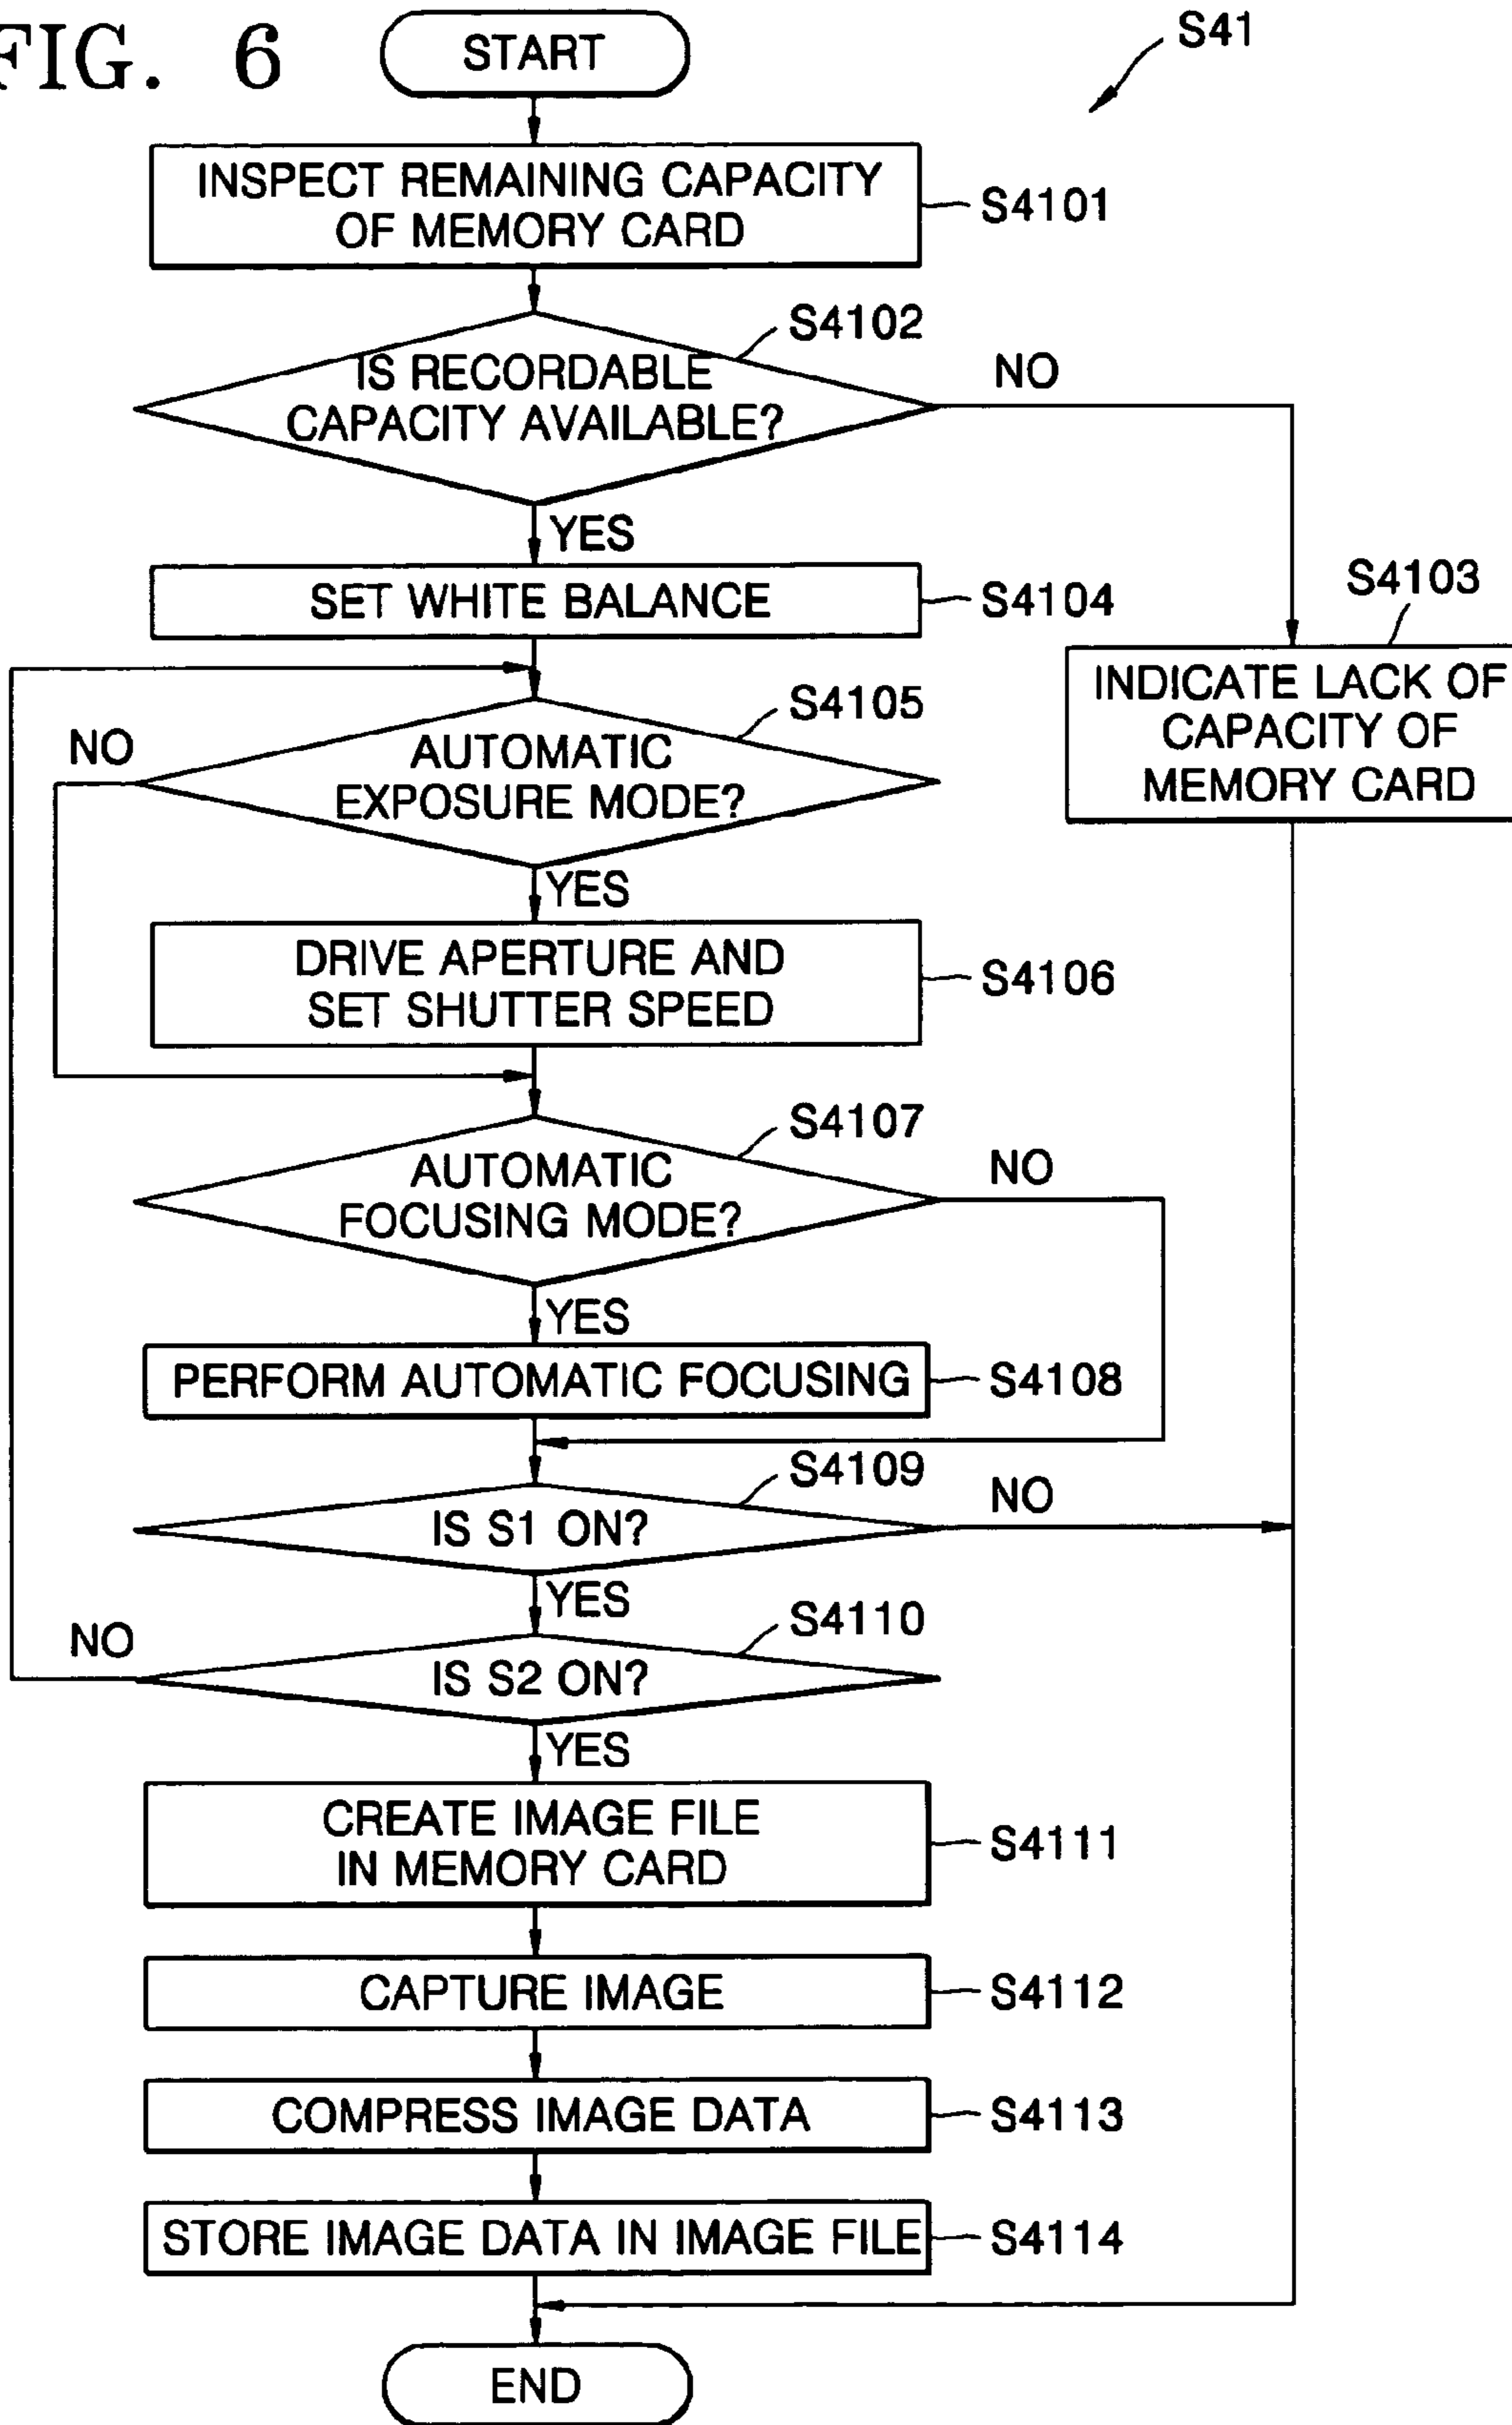 FIG. 6
START
S41
INSPECT REMAINING CAPACITY
OF MEMORY CARD
S4101
S4102
IS RECORDABLE
CAPACITY AVAILABLE?
NO
YES
SET WHITE BALANCE
S4104
S4103
INDICATE LACK OF
CAPACITY OF
MEMORY CARD
S4105
NO
AUTOMATIC
EXPOSURE MODE?
YES
DRIVE APERTURE AND
SET SHUTTER SPEED
S4106
S4107
AUTOMATIC
FOCUSING MODE?
NO
YES
PERFORM AUTOMATIC FOCUSING
S4108
S4109
IS S1 ON?
NO
YES
S4110
NO
IS S2 ON?
YES
CREATE IMAGE FILE
IN MEMORY CARD
S4111
CAPTURE IMAGE
S4112
COMPRESS IMAGE DATA
S4113
STORE IMAGE DATA IN IMAGE FILE
S4114
END